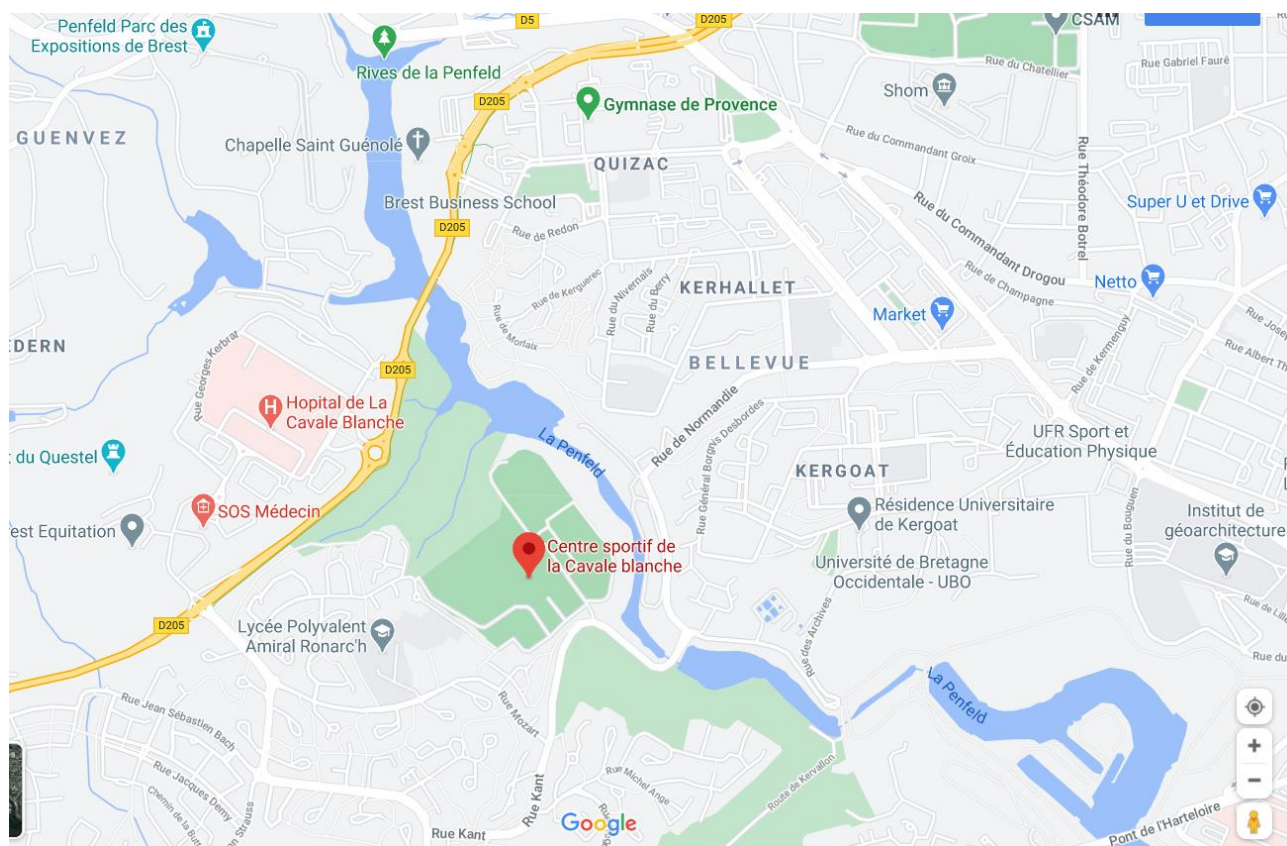 Penfeld Parc des
Expositions de Brest
D5
D205
CSAM
Rives de la Penfeld
Rue du Chatellier
Rue Gabriel Fauré
D205
Gymnase de Provence
Shom
GUENVEZ
Chapelle Saint Guénolé
QUIZAC
Rue du Commandant Groix
Rue Théodore Botrel
Brest Business School
Super U et Drive
D205
Rue de Redon
Rue du Commandant Drogou
Rue de Kerguerec
Rue du Nivernais
Rue du Berry
KERHALLET
Rue de Champagne
Netto
Market
Rue de Morlaix
EDERN
Rue Georges Kerbrat
BELLEVUE
Rue de Kermenguy
Rue Albert Th
D205
Hopital de La
Cavale Blanche
Rue de Normandie
Rue Général Borgnis Desbordes
La Penfeld
UFR Sport et
Éducation Physique
t du Questel
KERGOAT
SOS Médecin
Résidence Universitaire
de Kergoat
Institut de
géoarchitecture
est Equitation
Rue du Bouguen
Centre sportif de
la Cavale blanche
Université de Bretagne
Occidentale - UBO
D205
Lycée Polyvalent
Amiral Ronarc'h
Rue des Archives
Rue de Lille
Rue du
La Penfeld
Rue Jean Sébastien Bach
Rue Mozart
Rue Jacques Demy
Rue Michel Ange
Route de Kervallon
Rue Kant
Google
Rue Kant
Pont de l'Harteloire